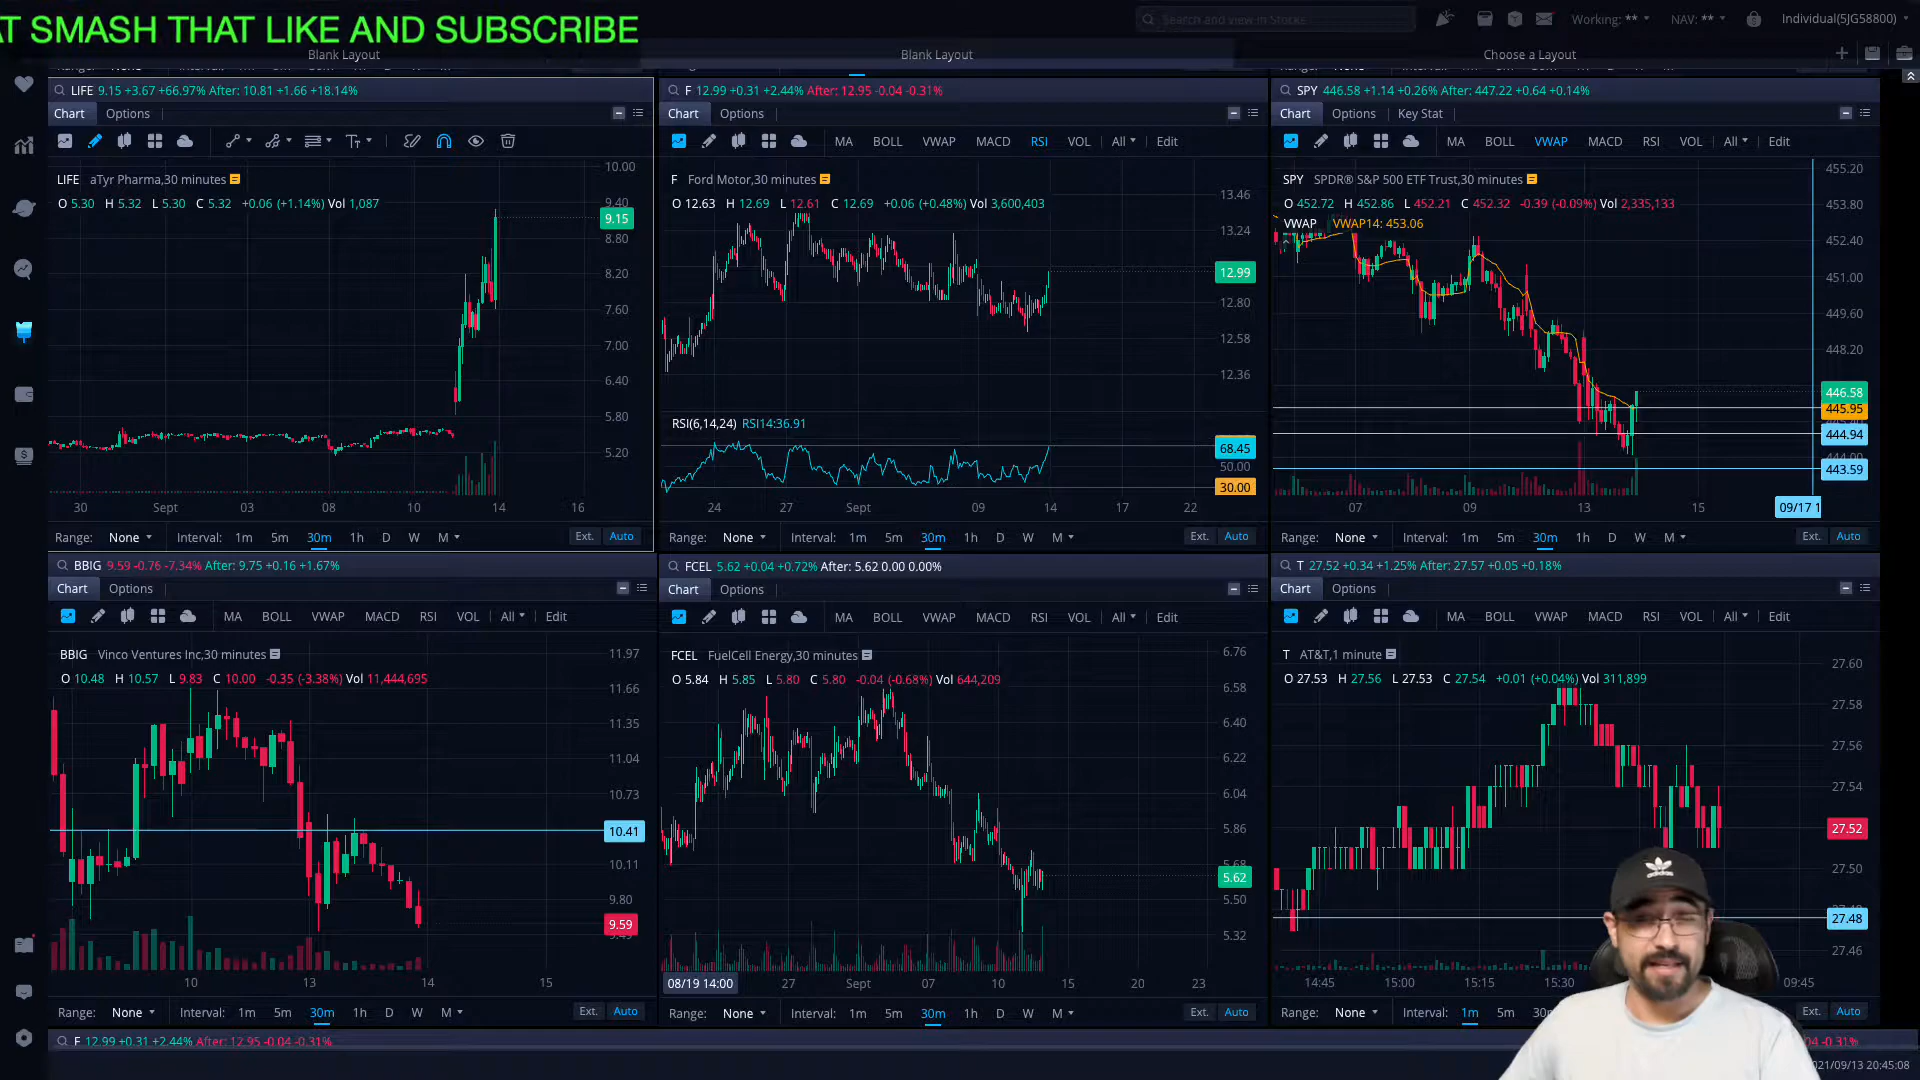 AT SMASH THAT LIKE AND SUBSCRIBE
Search and view in Stocks
Working: ** NAV: ** Individual(5JG58800)
Blank Layout Blank Layout Choose a Layout
LIFE 9.15 +3.67 +66.97% After: 10.81 +1.66 +18.14%
Chart Options
LIFE aTyr Pharma,30 minutes
O 5.30 H 5.32 L 5.30 C 5.32 +0.06 (+1.14%) Vol 1,087
10.00
9.40
9.15
8.80
8.20
7.60
7.00
6.40
5.80
5.20
30 Sept 03 08 14 16
Range: None Interval: 1m 5m 30m 1h D W M Ext. Auto
F 12.99 +0.31 +2.44% After: 12.95 -0.04 -0.31%
Chart Options
MA BOLL VWAP MACD RSI VOL All Edit
F Ford Motor,30 minutes
O 12.63 H 12.69 L 12.61 C 12.69 +0.06 (+0.48%) Vol 3,600,403
13.46
13.24
12.99
12.80
12.58
12.36
RSI(6,14,24) RSI14:36.91
68.45
50.00
30.00
24 27 Sept 09 14 17 22
Range: None Interval: 1m 5m 30m 1h D W M Ext. Auto
SPY 446.58 +1.14 +0.26% After: 447.22 +0.64 +0.14%
Chart Options Key Stat
MA BOLL VWAP MACD RSI VOL All Edit
SPY SPDR® S&P 500 ETF Trust,30 minutes
O 452.72 H 452.86 L 452.21 C 452.32 -0.39 (-0.09%) Vol 2,335,133
VWAP VWAP14: 453.06
455.20
453.80
452.40
451.00
449.60
448.20
446.58
445.95
444.94
444.00
443.59
07 09 13 15 09/17 1
Range: None Interval: 1m 5m 30m 1h D W M Ext. Auto
BBIG 9.59 -0.76 -7.34% After: 9.75 +0.16 +1.67%
Chart Options
MA BOLL VWAP MACD RSI VOL All Edit
BBIG Vinco Ventures Inc,30 minutes
O 10.48 H 10.57 L 9.83 C 10.00 -0.35 (-3.38%) Vol 11,444,695
11.97
11.66
11.35
11.04
10.73
10.41
10.11
9.80
9.59
10 13 14 15
Range: None Interval: 1m 5m 30m 1h D W M Ext. Auto
FCEL 5.62 +0.04 +0.72% After: 5.62 0.00 0.00%
Chart Options
MA BOLL VWAP MACD RSI VOL All Edit
FCEL FuelCell Energy,30 minutes
O 5.84 H 5.85 L 5.80 C 5.80 -0.04 (-0.68%) Vol 644,209
6.76
6.58
6.40
6.22
6.04
5.86
5.68
5.62
5.50
5.32
08/19 14:00 27 Sept 07 10 15 20 23
Range: None Interval: 1m 5m 30m 1h D W M Ext. Auto
T 27.52 +0.34 +1.25% After: 27.57 +0.05 +0.18%
Chart Options
MA BOLL VWAP MACD RSI VOL All Edit
T AT&T,1 minute
O 27.53 H 27.56 L 27.53 C 27.54 +0.01 (+0.04%) Vol 311,899
27.60
27.58
27.56
27.54
27.52
27.50
27.48
27.46
14:45 15:00 15:15 15:30 09:45
Range: None Interval: 1m 5m Ext. Auto
F 12.99 +0.31 +2.44% After: 12.95 -0.04 -0.31%
-0.31%
021/09/13 20:45:08